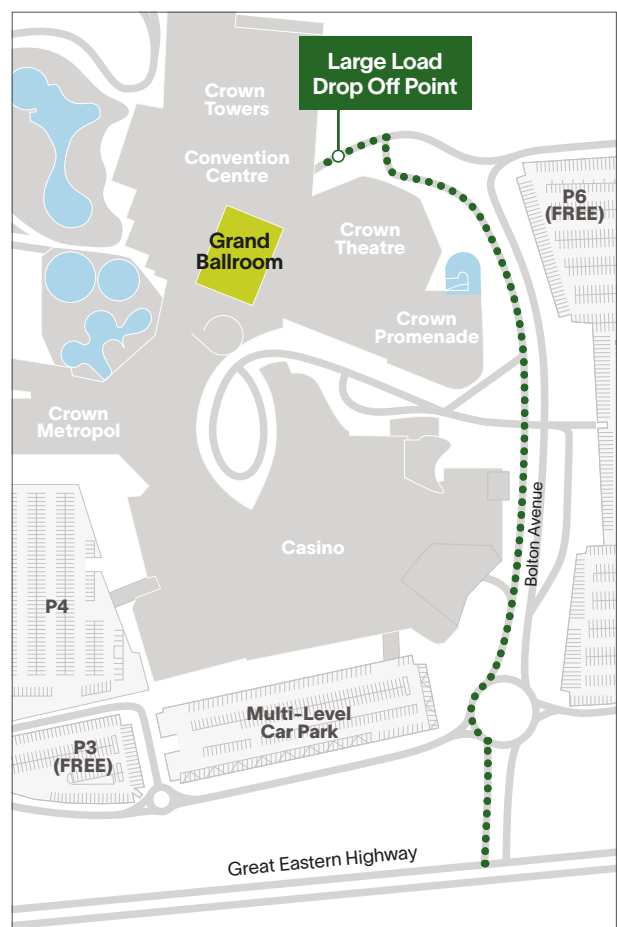 Large Load
Drop Off Point
Crown
Towers
Convention
Centre
P6
(FREE)
Grand
Ballroom
Crown
Theatre
Crown
Promenade
Crown
Metropol
Bolton Avenue
Casino
P4
Multi-Level
Car Park
P3
(FREE)
Great Eastern Highway